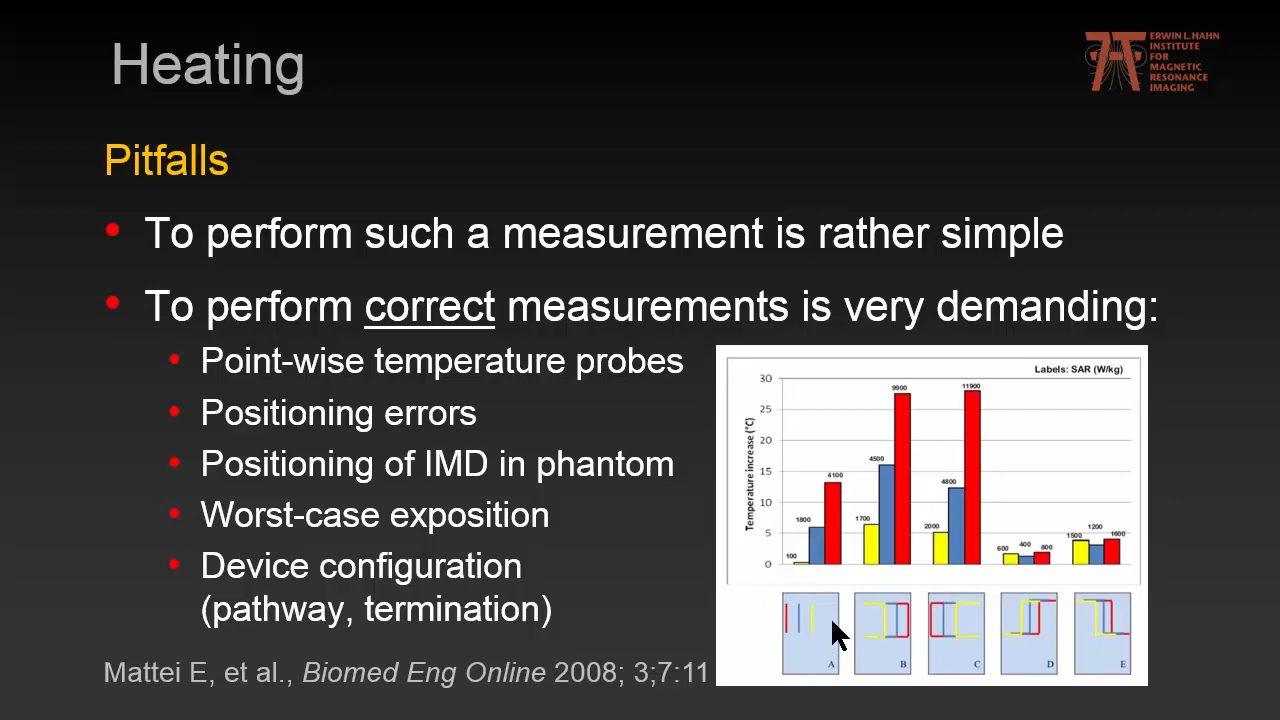 Heating
ERWIN L. HAHN
INSTITUTE
FOR
MAGNETIC
RESONANCE
IMAGING
Pitfalls
• To perform such a measurement is rather simple
• To perform correct measurements is very demanding:
• Point-wise temperature probes
• Positioning errors
• Positioning of IMD in phantom
• Worst-case exposition
• Device configuration
(pathway, termination)
Labels: SAR (W/kg)
Temperature increase (°C)
30
25
20
15
10
5
0
100
1800
4100
1700
4500
9900
2000
4800
11900
600
400
800
1500
1200
1600
A
B
C
D
E
Mattei E, et al., Biomed Eng Online 2008; 3;7:11